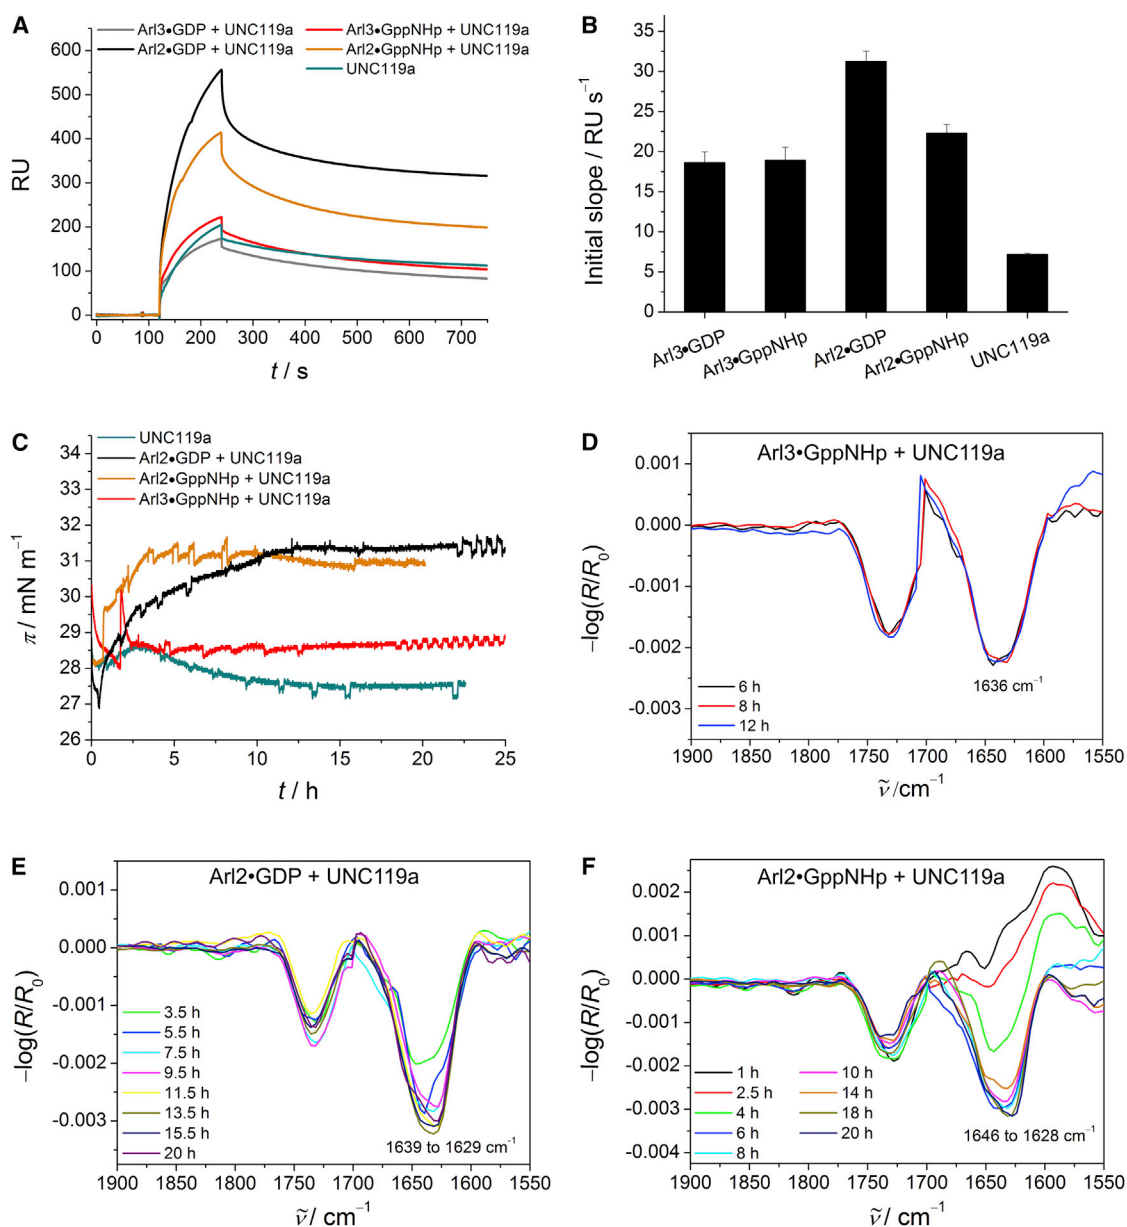 A
Arl3•GDP + UNC119a
Arl2•GDP + UNC119a
Arl3•GppNHp + UNC119a
Arl2•GppNHp + UNC119a
UNC119a
RU
600
500
400
300
200
100
0
0 100 200 300 400 500 600 700
t / s
B
Initial slope / RU s⁻¹
35
30
25
20
15
10
5
0
Arl3•GDP
Arl3•GppNHp
Arl2•GDP
Arl2•GppNHp
UNC119a
C
UNC119a
Arl2•GDP + UNC119a
Arl2•GppNHp + UNC119a
Arl3•GppNHp + UNC119a
π / mN m⁻¹
34
33
32
31
30
29
28
27
26
0 5 10 15 20 25
t / h
D
Arl3•GppNHp + UNC119a
−log(R/R₀)
0.001
0.000
-0.001
-0.002
-0.003
6 h
8 h
12 h
1636 cm⁻¹
1900 1850 1800 1750 1700 1650 1600 1550
ṽ /cm⁻¹
E
Arl2•GDP + UNC119a
−log(R/R₀)
0.001
0.000
-0.001
-0.002
-0.003
3.5 h
5.5 h
7.5 h
9.5 h
11.5 h
13.5 h
15.5 h
20 h
1639 to 1629 cm⁻¹
1900 1850 1800 1750 1700 1650 1600 1550
ṽ / cm⁻¹
F
Arl2•GppNHp + UNC119a
−log(R/R₀)
0.002
0.001
0.000
-0.001
-0.002
-0.003
-0.004
1 h
2.5 h
4 h
6 h
8 h
10 h
14 h
18 h
20 h
1646 to 1628 cm⁻¹
1900 1850 1800 1750 1700 1650 1600 1550
ṽ / cm⁻¹